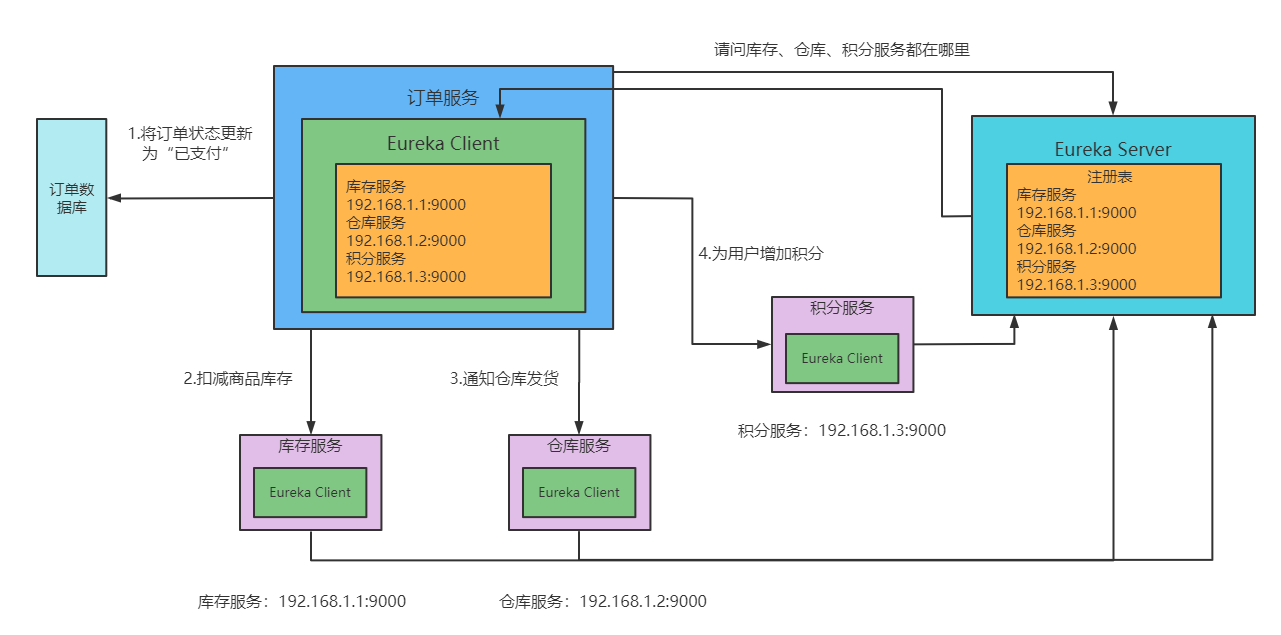 请问库存、仓库、积分服务都在哪里
订单服务
1.将订单状态更新
为“已支付”
Eureka Client
Eureka Server
订单数
据库
库存服务
192.168.1.1:9000
仓库服务
192.168.1.2:9000
积分服务
192.168.1.3:9000
注册表
库存服务
192.168.1.1:9000
仓库服务
192.168.1.2:9000
积分服务
192.168.1.3:9000
4.为用户增加积分
积分服务
Eureka Client
2.扣减商品库存
3.通知仓库发货
积分服务：192.168.1.3:9000
库存服务
Eureka Client
仓库服务
Eureka Client
库存服务：192.168.1.1:9000
仓库服务：192.168.1.2:9000